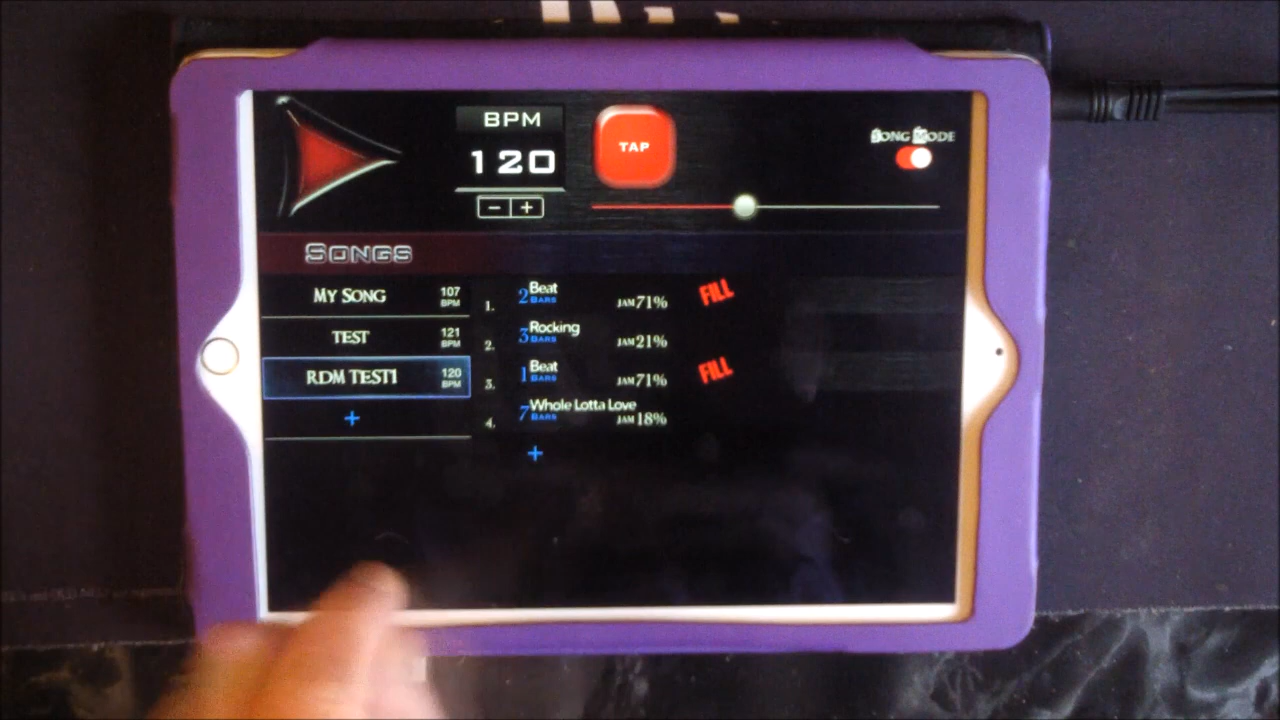 BPM
120
TAP
SONG MODE
- +
SONGS
MY SONG 107 BPM
TEST 121 BPM
RDM TEST1 120 BPM
+
1. 2 BARS Beat JAM 71% FILL
2. 3 BARS Rocking JAM 21%
3. 1 BARS Beat JAM 71% FILL
4. 7 BARS Whole Lotta Love JAM 18%
+